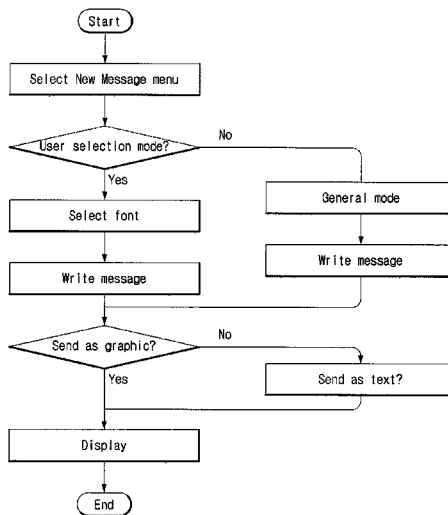 Start
Select New Message menu
User selection mode?
No
Yes
Select font
General mode
Write message
Write message
Send as graphic?
No
Yes
Send as text?
Display
End